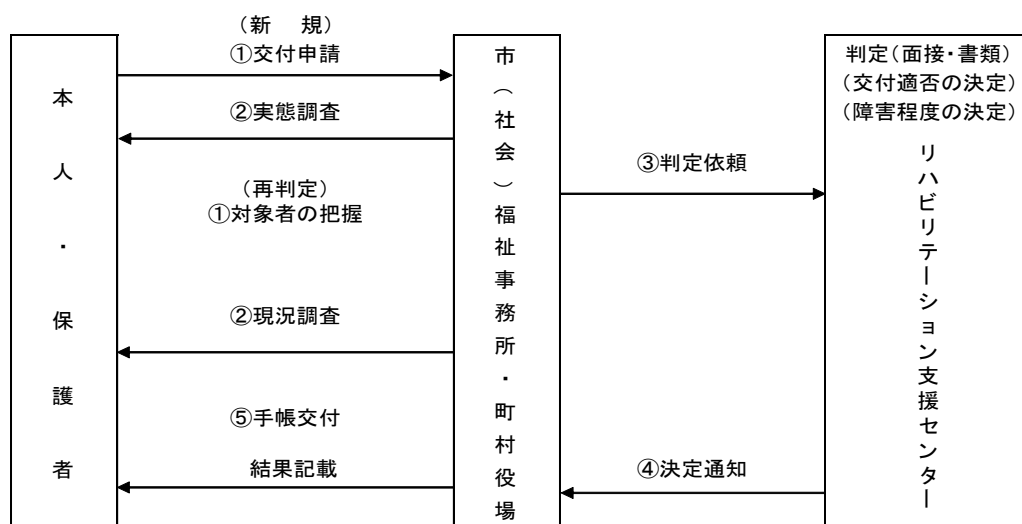 本人・保護者
(新 規)
①交付申請
②実態調査
(再判定)
①対象者の把握
②現況調査
⑤手帳交付
結果記載
市(社会)福祉事務所・町村役場
③判定依頼
④決定通知
判定(面接・書類)
(交付適否の決定)
(障害程度の決定)
リハビリテーション支援センター